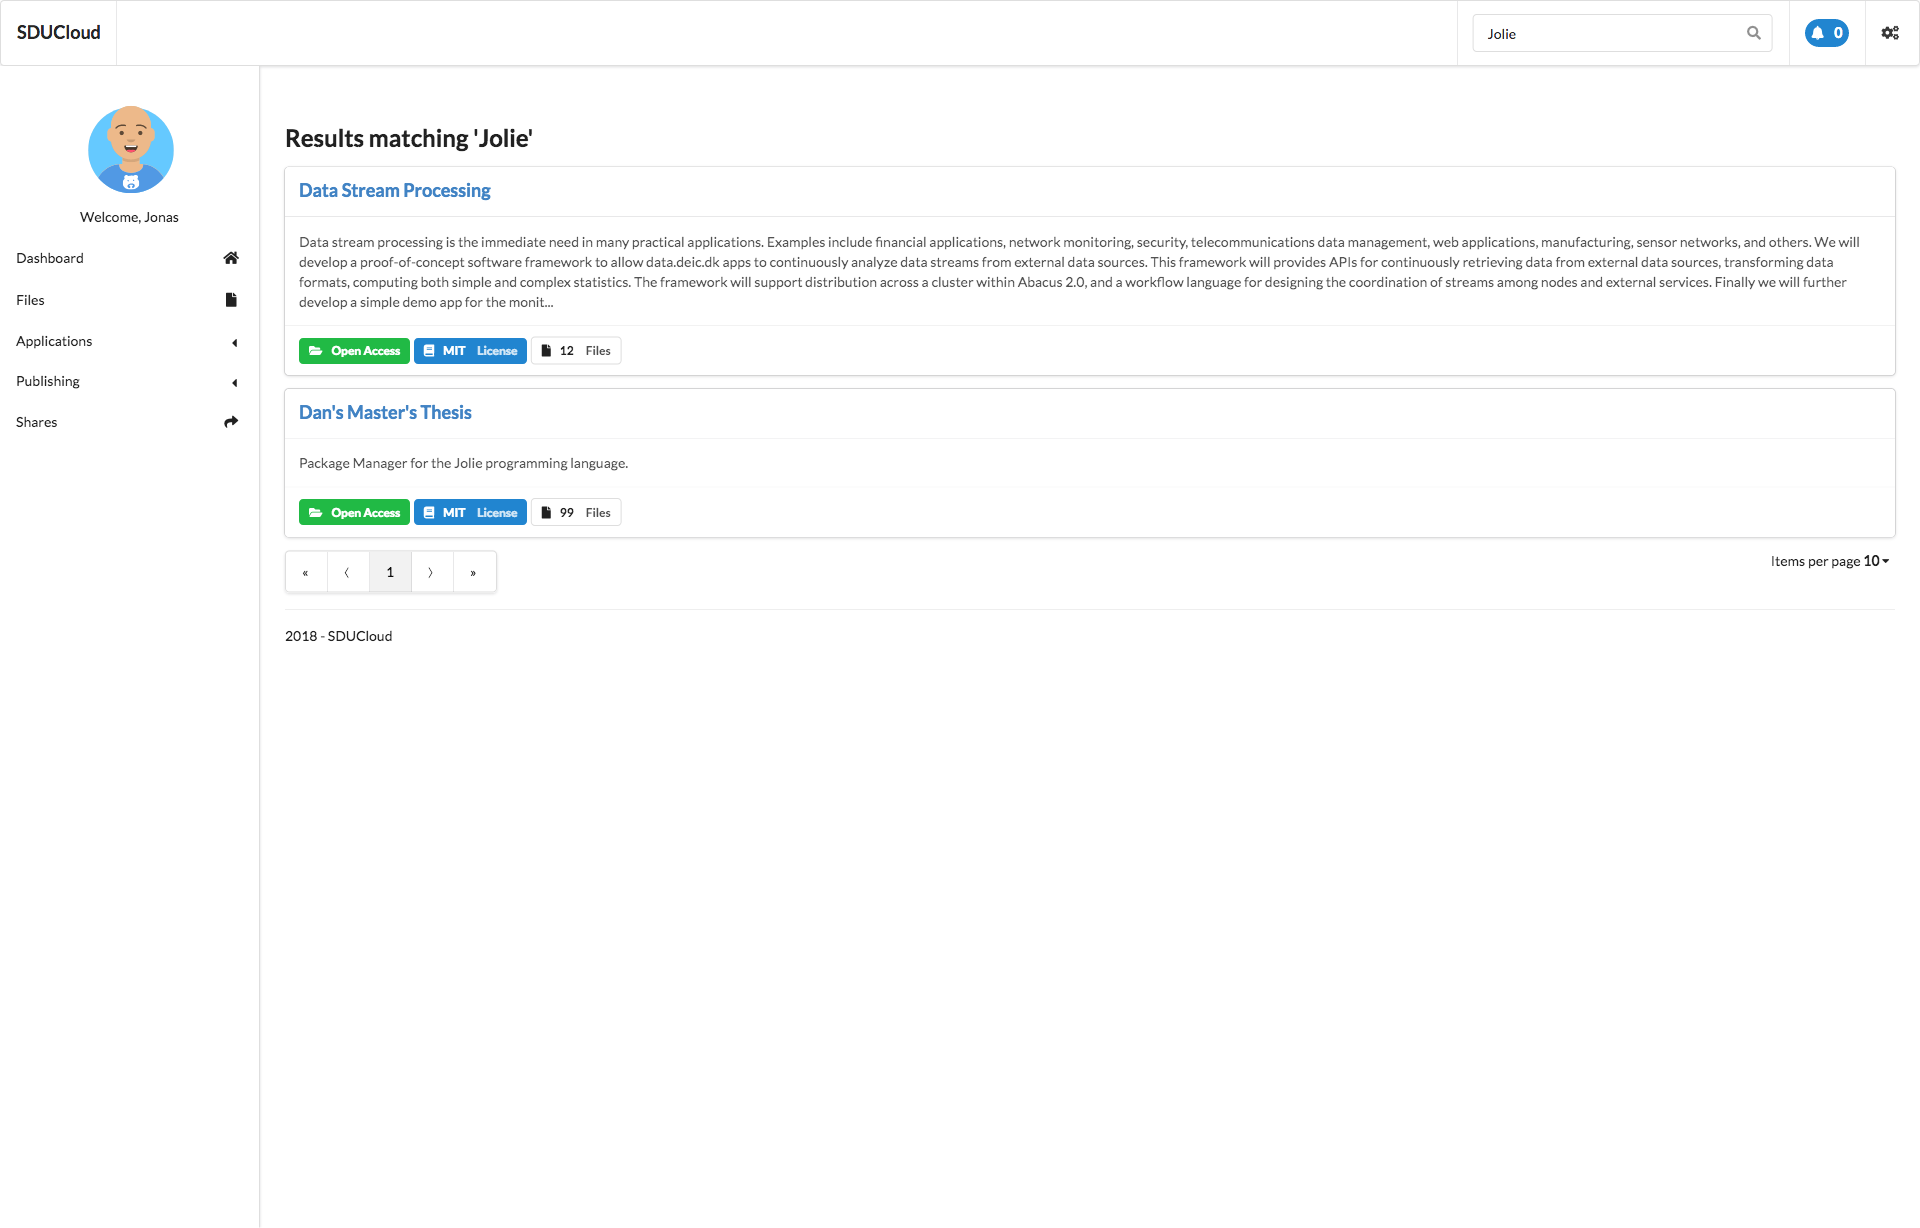 SDUCloud
Jolie
0
Welcome, Jonas
Dashboard
Files
Applications
Publishing
Shares
Results matching 'Jolie'
Data Stream Processing
Data stream processing is the immediate need in many practical applications. Examples include financial applications, network monitoring, security, telecommunications data management, web applications, manufacturing, sensor networks, and others. We will
develop a proof-of-concept software framework to allow data.deic.dk apps to continuously analyze data streams from external data sources. This framework will provides APIs for continuously retrieving data from external data sources, transforming data
formats, computing both simple and complex statistics. The framework will support distribution across a cluster within Abacus 2.0, and a workflow language for designing the coordination of streams among nodes and external services. Finally we will further
develop a simple demo app for the monit...
Open Access MIT License 12 Files
Dan's Master's Thesis
Package Manager for the Jolie programming language.
Open Access MIT License 99 Files
« ⟨ 1 ⟩ »
Items per page 10
2018 - SDUCloud